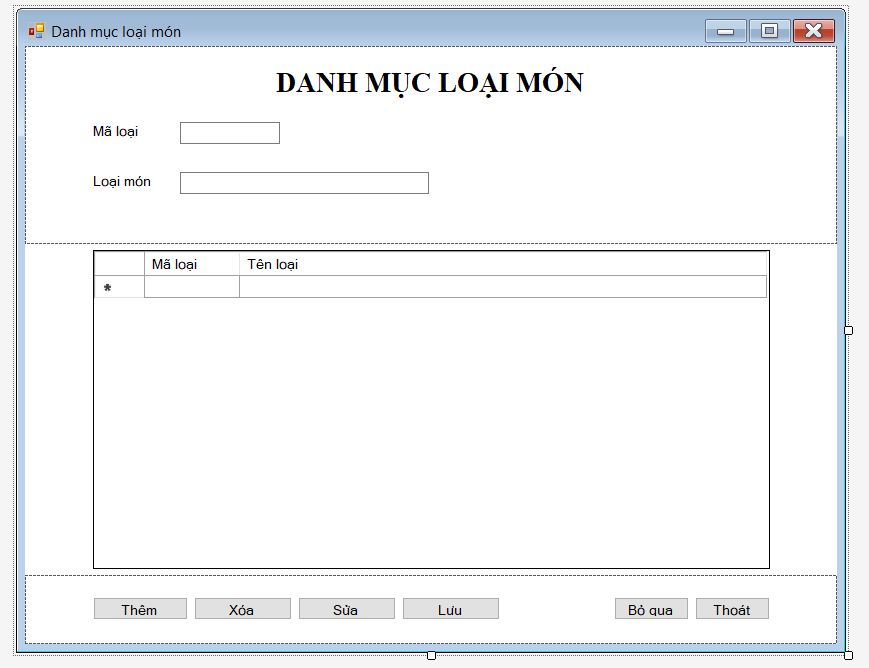 Danh mục loại món
DANH MỤC LOẠI MÓN
Mã loại
Loại món
Mã loại Tên loại
*
Thêm Xóa Sửa Lưu Bỏ qua Thoát